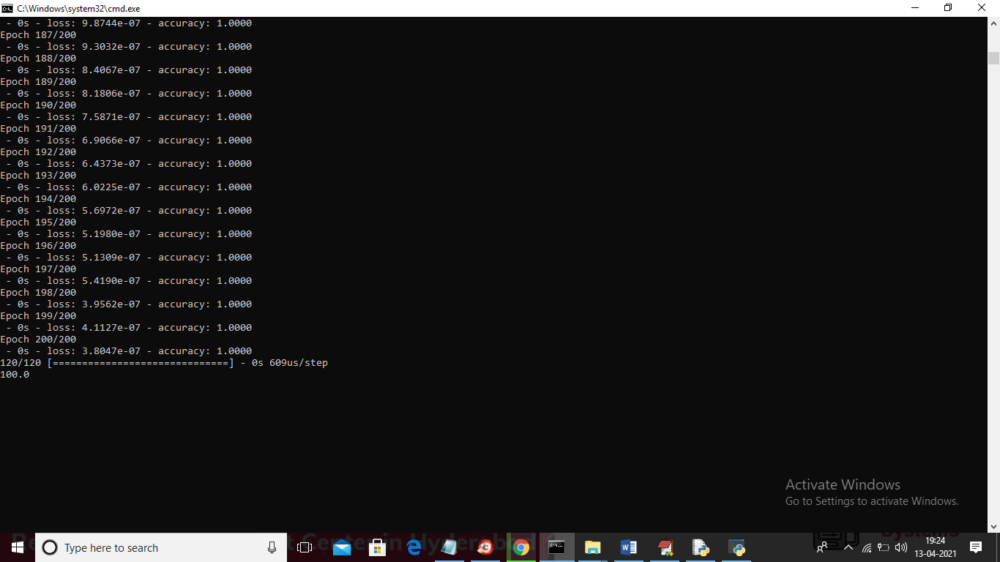 C:\Windows\system32\cmd.exe
 - 0s - loss: 9.8744e-07 - accuracy: 1.0000
Epoch 187/200
 - 0s - loss: 9.3032e-07 - accuracy: 1.0000
Epoch 188/200
 - 0s - loss: 8.4067e-07 - accuracy: 1.0000
Epoch 189/200
 - 0s - loss: 8.1806e-07 - accuracy: 1.0000
Epoch 190/200
 - 0s - loss: 7.5871e-07 - accuracy: 1.0000
Epoch 191/200
 - 0s - loss: 6.9066e-07 - accuracy: 1.0000
Epoch 192/200
 - 0s - loss: 6.4373e-07 - accuracy: 1.0000
Epoch 193/200
 - 0s - loss: 6.0225e-07 - accuracy: 1.0000
Epoch 194/200
 - 0s - loss: 5.6972e-07 - accuracy: 1.0000
Epoch 195/200
 - 0s - loss: 5.1980e-07 - accuracy: 1.0000
Epoch 196/200
 - 0s - loss: 5.1309e-07 - accuracy: 1.0000
Epoch 197/200
 - 0s - loss: 5.4190e-07 - accuracy: 1.0000
Epoch 198/200
 - 0s - loss: 3.9562e-07 - accuracy: 1.0000
Epoch 199/200
 - 0s - loss: 4.1127e-07 - accuracy: 1.0000
Epoch 200/200
 - 0s - loss: 3.8047e-07 - accuracy: 1.0000
120/120 [==============================] - 0s 609us/step
100.0
Activate Windows
Go to Settings to activate Windows.
Type here to search
Center in Hyderabad
Systems
19:24
13-04-2021